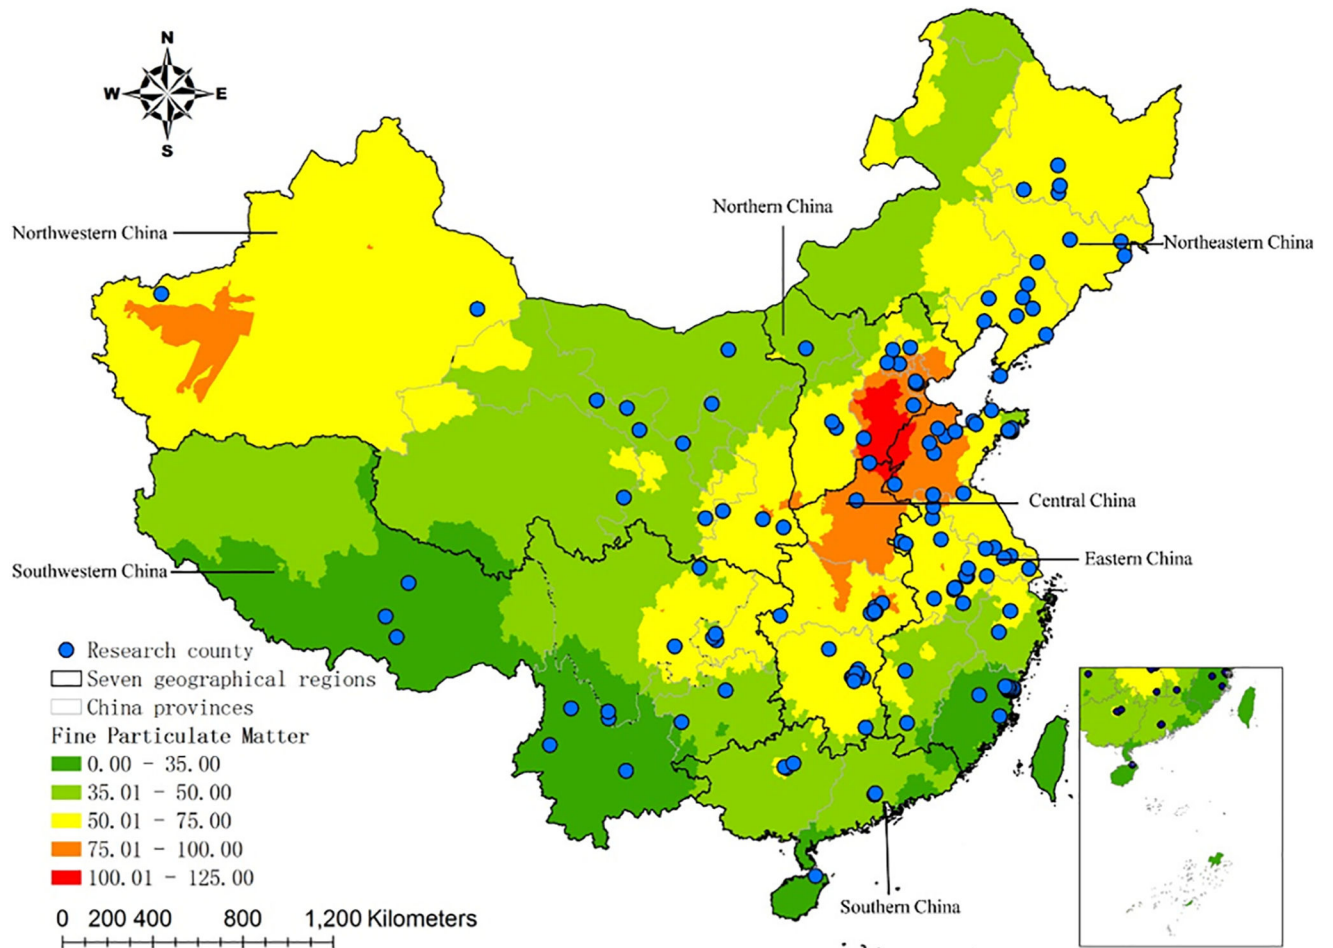 N
W E
S
Northern China
Northwestern China
Northeastern China
Central China
Eastern China
Southwestern China
Research county
Seven geographical regions
China provinces
Fine Particulate Matter
0.00 - 35.00
35.01 - 50.00
50.01 - 75.00
75.01 - 100.00
100.01 - 125.00
Southern China
0 200 400 800 1,200 Kilometers